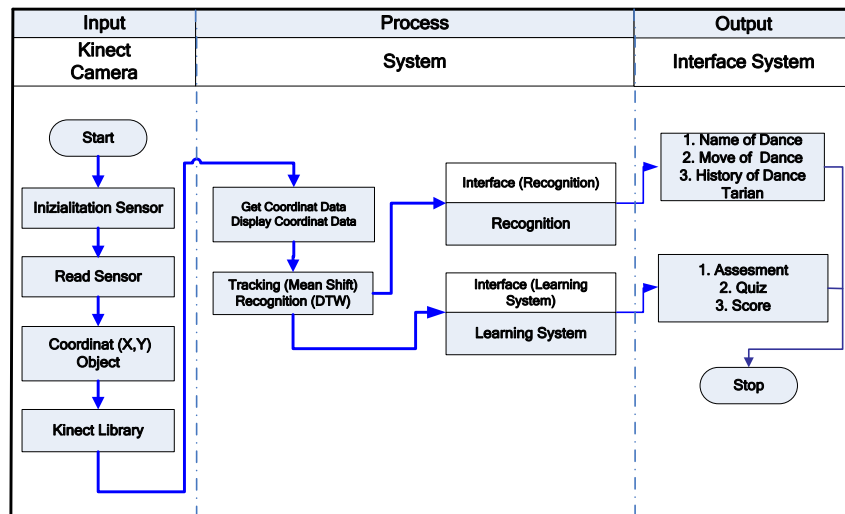 Input
Process
Output
Kinect
Camera
System
Interface System
Start
Inizialitation Sensor
Read Sensor
Coordinat (X,Y)
Object
Kinect Library
Get Coordinat Data
Display Coordinat Data
Tracking (Mean Shift)
Recognition (DTW)
Interface (Recognition)
Recognition
Interface (Learning
System)
Learning System
1. Name of Dance
2. Move of Dance
3. History of Dance
Tarian
1. Assesment
2. Quiz
3. Score
Stop